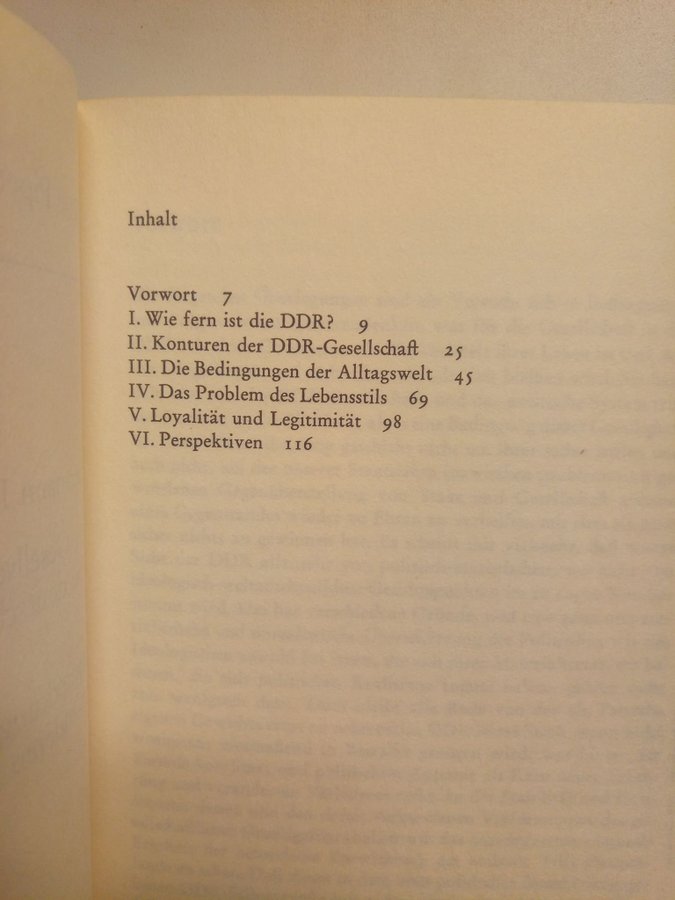 Inhalt
Vorwort 7
I. Wie fern ist die DDR? 9
II. Konturen der DDR-Gesellschaft 25
III. Die Bedingungen der Alltagswelt 45
IV. Das Problem des Lebensstils 69
V. Loyalität und Legitimität 98
VI. Perspektiven 116